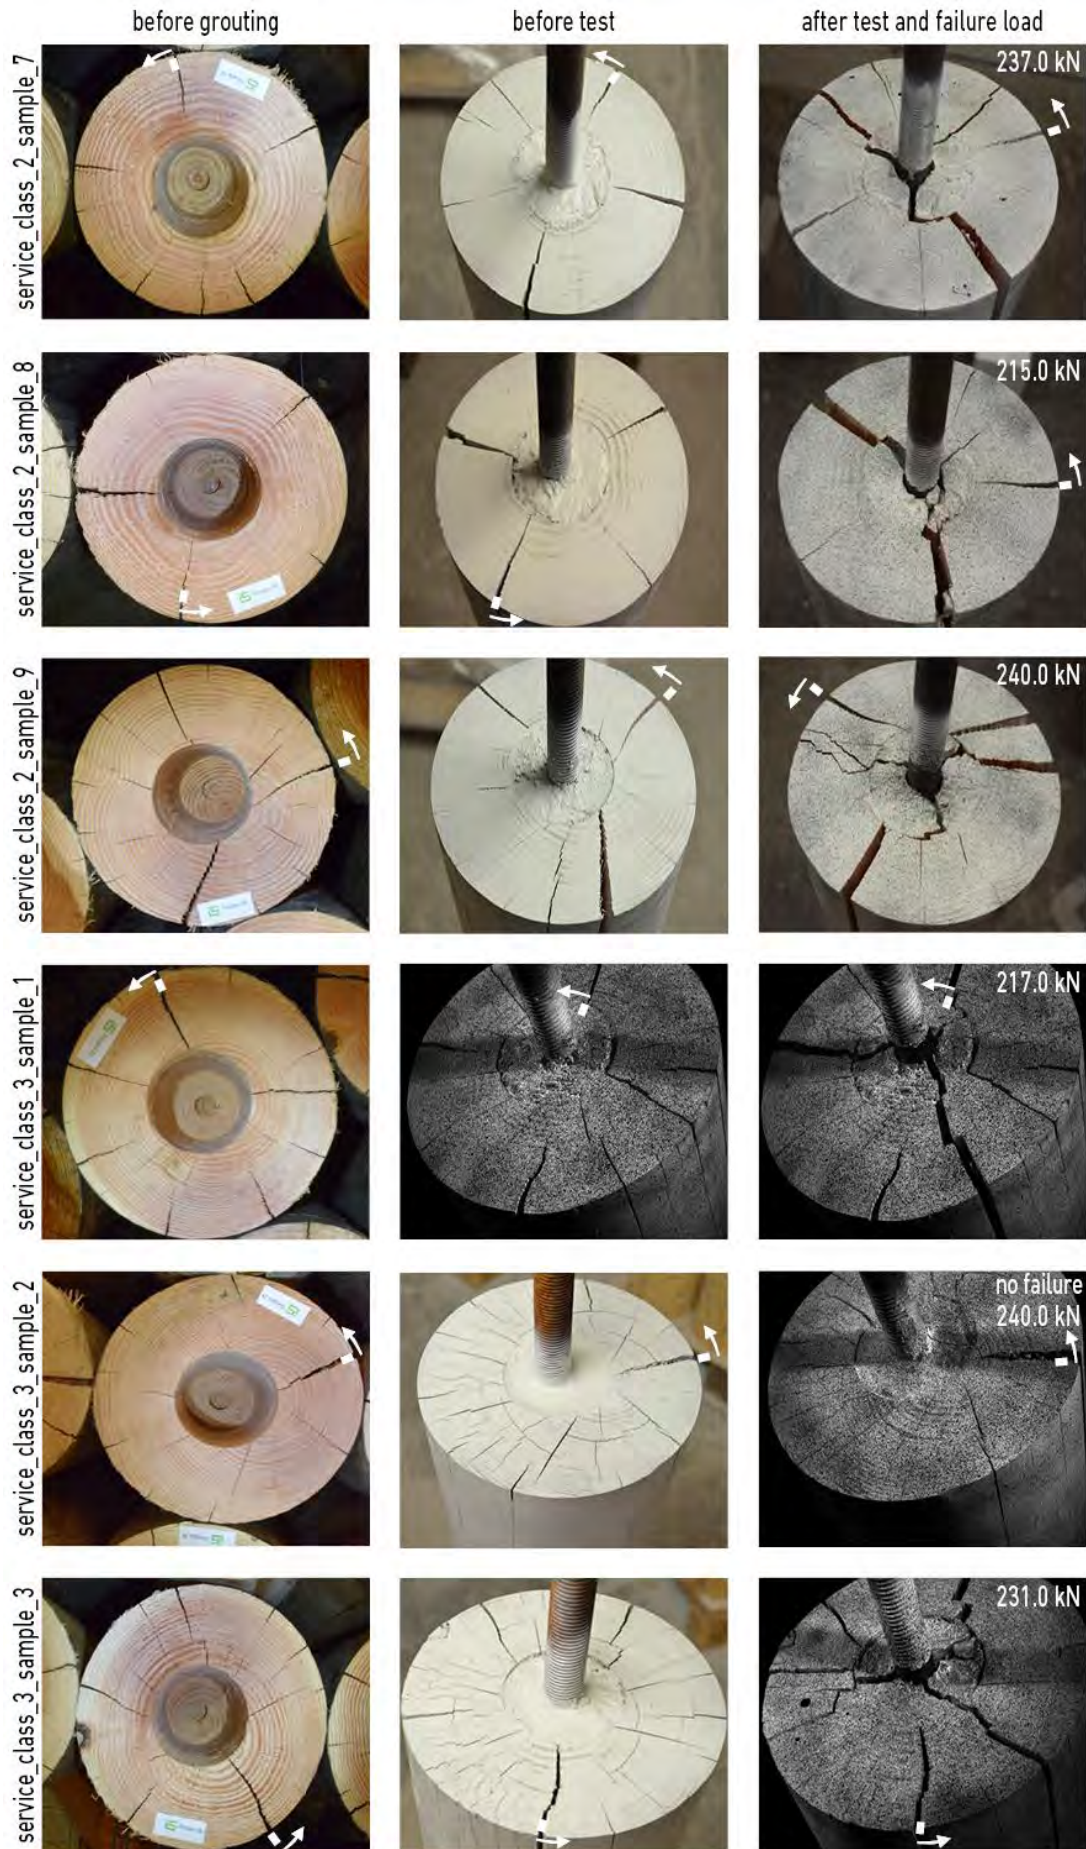 before grouting
before test
after test and failure load
service_class_2_sample_7
237.0 kN
service_class_2_sample_8
215.0 kN
service_class_2_sample_9
240.0 kN
service_class_3_sample_1
217.0 kN
service_class_3_sample_2
no failure
240.0 kN
service_class_3_sample_3
231.0 kN